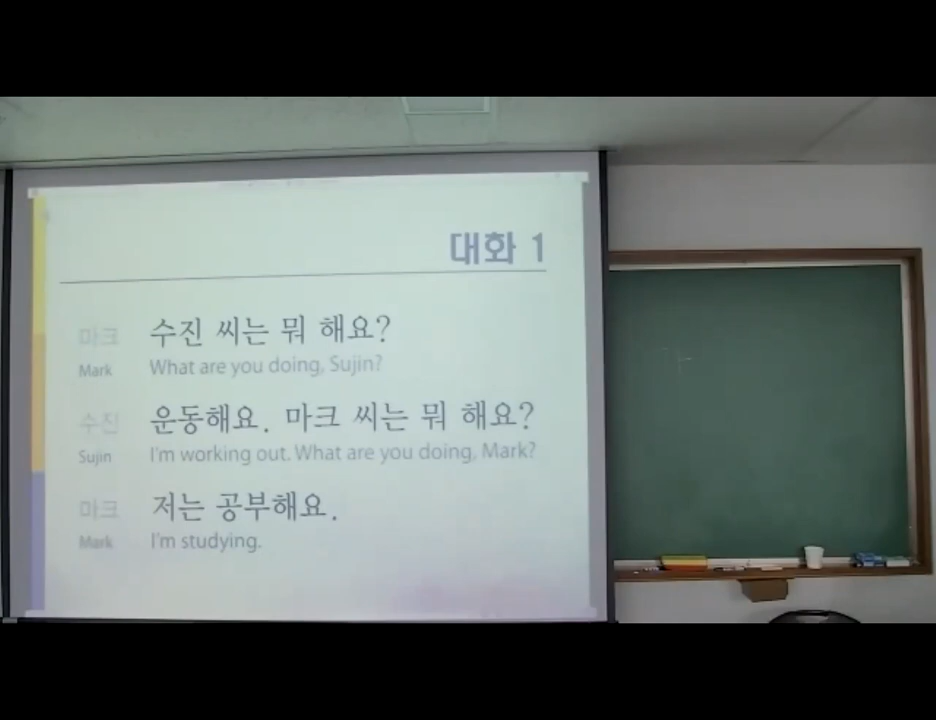 대화 1
마크 수진 씨는 뭐 해요?
Mark What are you doing, Sujin?
수진 운동해요. 마크 씨는 뭐 해요?
Sujin I'm working out. What are you doing, Mark?
마크 저는 공부해요.
Mark I'm studying.